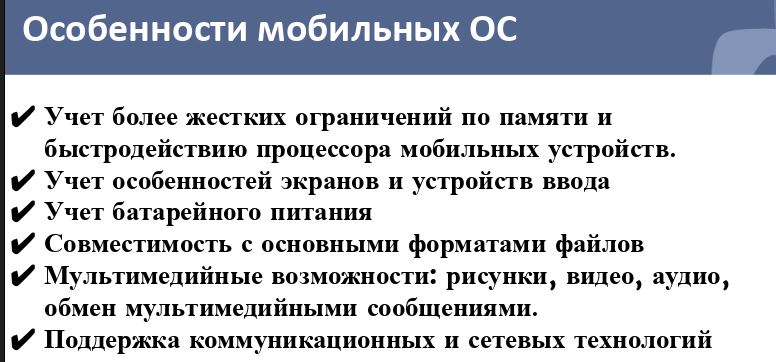 Особенности мобильных ОС
✔ Учет более жестких ограничений по памяти и
быстродействию процессора мобильных устройств.
✔ Учет особенностей экранов и устройств ввода
✔ Учет батарейного питания
✔ Совместимость с основными форматами файлов
✔ Мультимедийные возможности: рисунки, видео, аудио,
обмен мультимедийными сообщениями.
✔ Поддержка коммуникационных и сетевых технологий